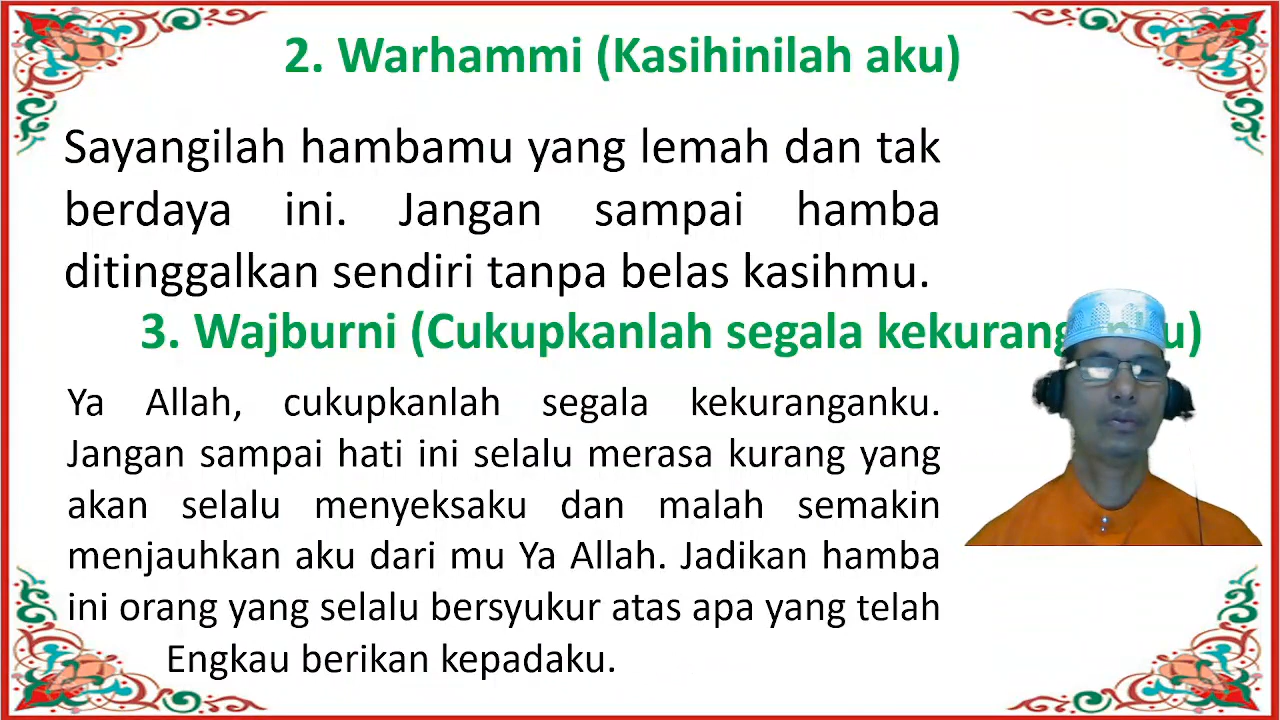 2. Warhammi (Kasihinilah aku)
Sayangilah hambamu yang lemah dan tak
berdaya ini. Jangan sampai hamba
ditinggalkan sendiri tanpa belas kasihmu.
3. Wajburni (Cukupkanlah segala kekuranganku)
Ya Allah, cukupkanlah segala kekuranganku.
Jangan sampai hati ini selalu merasa kurang yang
akan selalu menyeksaku dan malah semakin
menjauhkan aku dari mu Ya Allah. Jadikan hamba
ini orang yang selalu bersyukur atas apa yang telah
Engkau berikan kepadaku.